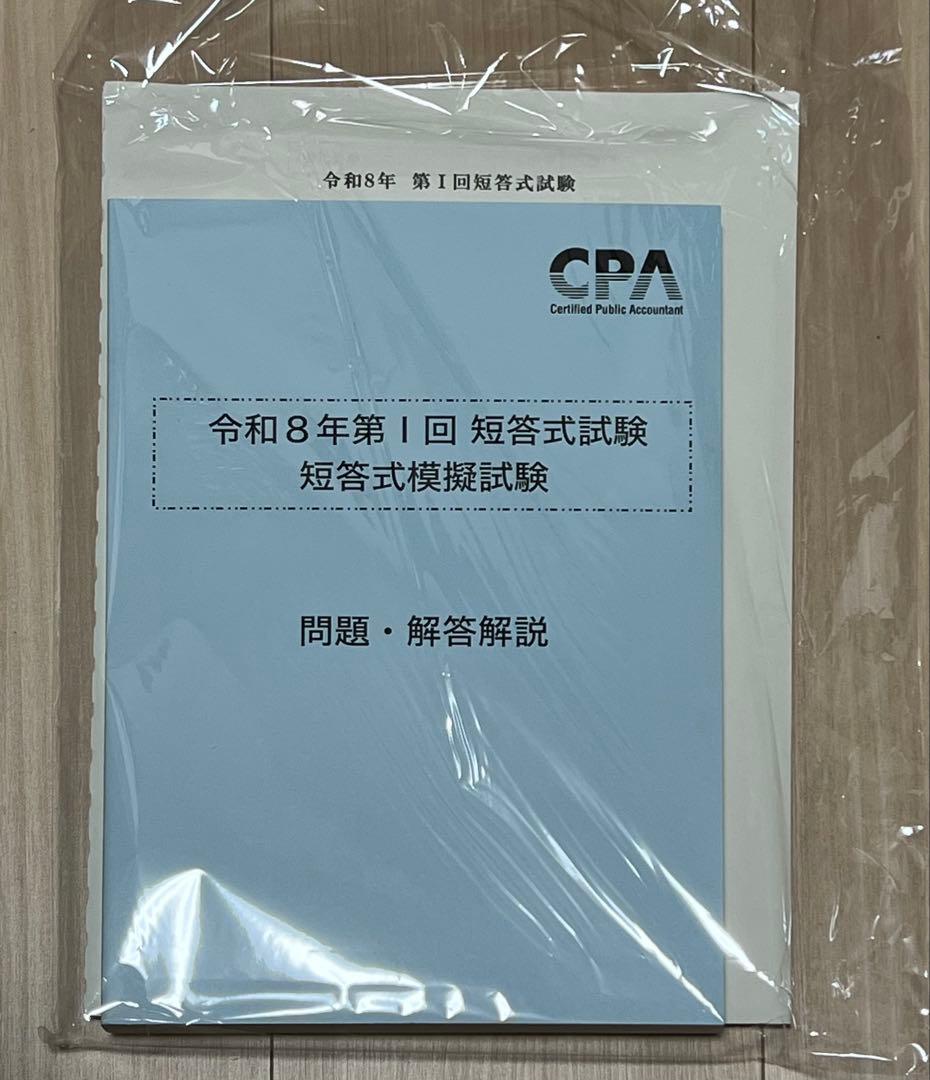 令和8年 第Ⅰ回短答式試験
CPA
Certified Public Accountant
令和8年第Ⅰ回 短答式試験
短答式模擬試験
問題・解答解説